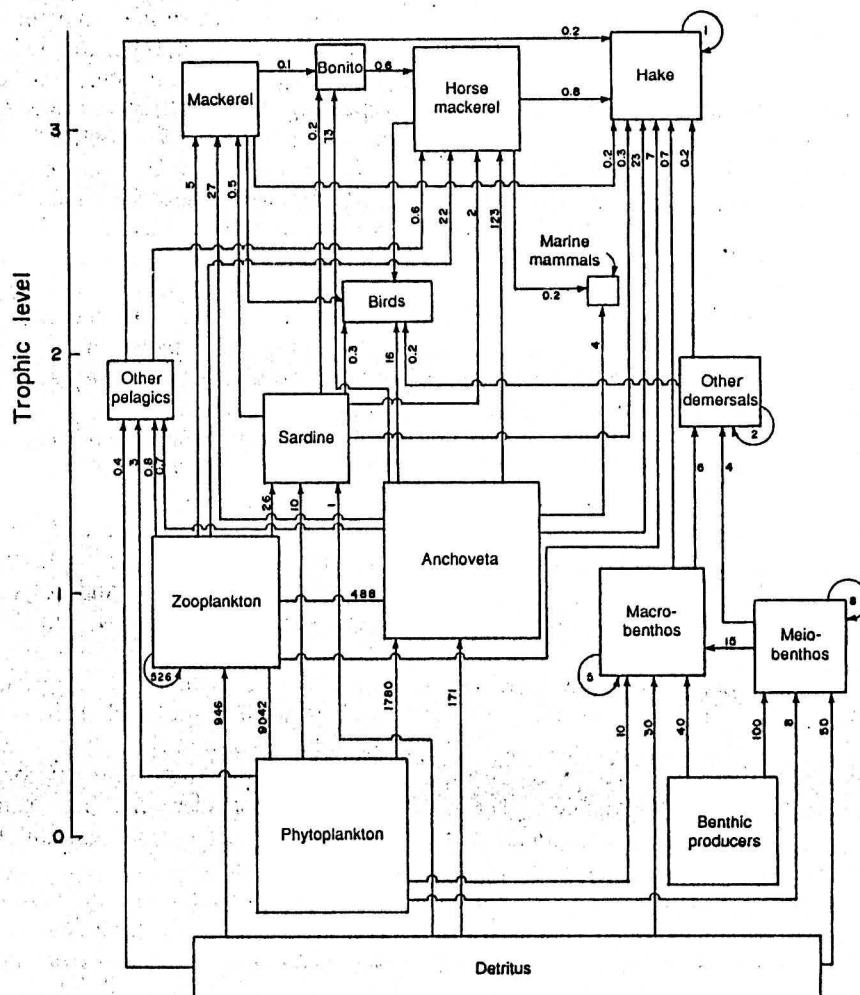 0.2
1
0.1
Bonito
0.6
Hake
Mackerel
Horse
mackerel
0.8
3
0.2
13
5
27
0.5
0.6
22
2
123
0.2
0.3
23
7
0.7
0.2
Marine
mammals
0.2
Birds
Trophic level
2
0.3
16
0.2
4
Other
pelagics
Other
demersals
2
Sardine
0.4
3
0.8
0.7
26
10
1
6
4
Anchoveta
Zooplankton
488
1
Macro-
benthos
8
Meio-
benthos
15
526
5
946
9042
1780
171
10
30
40
100
8
50
Phytoplankton
Benthic
producers
0
Detritus